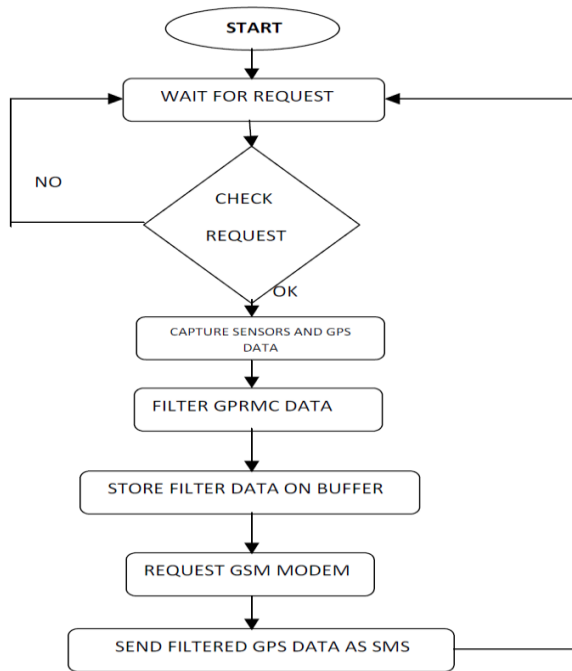 START
WAIT FOR REQUEST
NO
CHECK
REQUEST
OK
CAPTURE SENSORS AND GPS
DATA
FILTER GPRMC DATA
STORE FILTER DATA ON BUFFER
REQUEST GSM MODEM
SEND FILTERED GPS DATA AS SMS